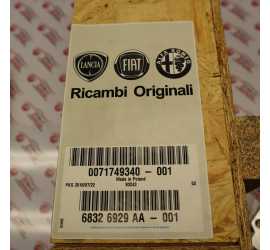 LANCIA FIAT ALFA ROMEO
Ricambi Originali
0071749340 - 001
Made in Poland
6832 6929 AA - 001